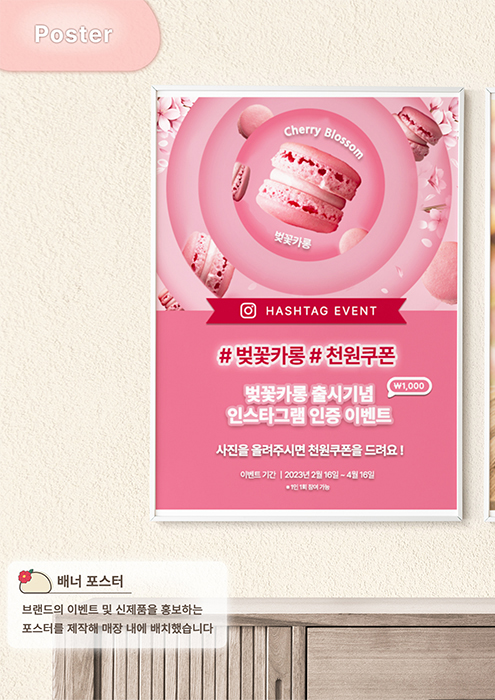 Poster
Cherry Blossom
벚꽃카롱
HASHTAG EVENT
# 벚꽃카롱 # 천원쿠폰
₩1,000
벚꽃카롱 출시기념
인스타그램 인증 이벤트
사진을 올려주시면 천원쿠폰을 드려요 !
이벤트 기간 | 2023년 2월 16일 ~ 4월 16일
※ 1인 1회 참여 가능
배너 포스터
브랜드의 이벤트 및 신제품을 홍보하는
포스터를 제작해 매장 내에 배치했습니다